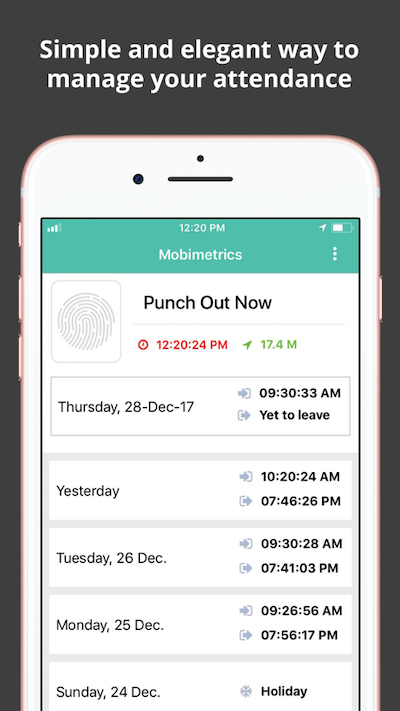 Simple and elegant way to
manage your attendance
12:20 PM
Mobimetrics
Punch Out Now
12:20:24 PM 17.4 M
Thursday, 28-Dec-17
09:30:33 AM
Yet to leave
Yesterday
10:20:24 AM
07:46:26 PM
Tuesday, 26 Dec.
09:30:28 AM
07:41:03 PM
Monday, 25 Dec.
09:26:56 AM
07:56:17 PM
Sunday, 24 Dec.
Holiday